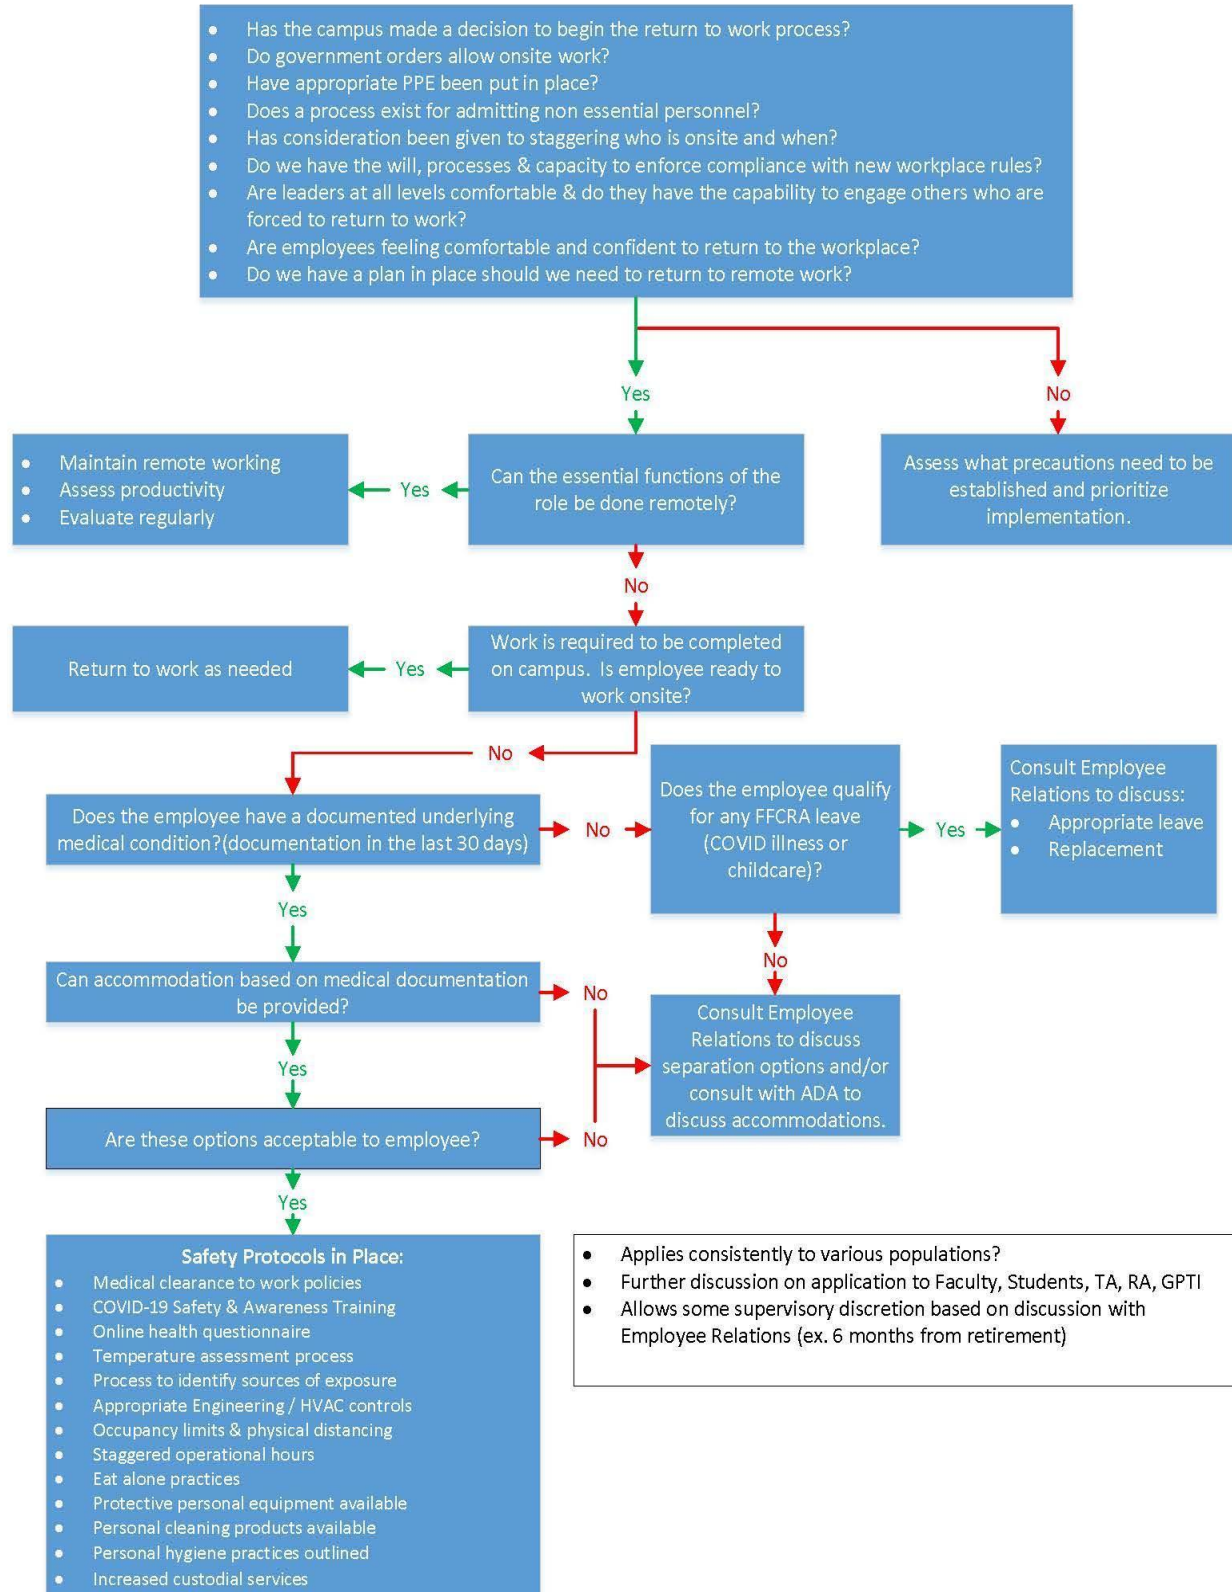 • Has the campus made a decision to begin the return to work process?
• Do government orders allow onsite work?
• Have appropriate PPE been put in place?
• Does a process exist for admitting non essential personnel?
• Has consideration been given to staggering who is onsite and when?
• Do we have the will, processes & capacity to enforce compliance with new workplace rules?
• Are leaders at all levels comfortable & do they have the capability to engage others who are
forced to return to work?
• Are employees feeling comfortable and confident to return to the workplace?
• Do we have a plan in place should we need to return to remote work?
Yes
No
• Maintain remote working
• Assess productivity
• Evaluate regularly
Yes
Can the essential functions of the
role be done remotely?
Assess what precautions need to be
established and prioritize
implementation.
No
Return to work as needed
Yes
Work is required to be completed
on campus. Is employee ready to
work onsite?
No
Does the employee have a documented underlying
medical condition?(documentation in the last 30 days)
No
Does the employee qualify
for any FFCRA leave
(COVID illness or
childcare)?
Yes
Consult Employee
Relations to discuss:
• Appropriate leave
• Replacement
Yes
No
Can accommodation based on medical documentation
be provided?
No
Consult Employee
Relations to discuss
separation options and/or
consult with ADA to
discuss accommodations.
Yes
Are these options acceptable to employee?
No
Yes
Safety Protocols in Place:
• Medical clearance to work policies
• COVID-19 Safety & Awareness Training
• Online health questionnaire
• Temperature assessment process
• Process to identify sources of exposure
• Appropriate Engineering / HVAC controls
• Occupancy limits & physical distancing
• Staggered operational hours
• Eat alone practices
• Protective personal equipment available
• Personal cleaning products available
• Personal hygiene practices outlined
• Increased custodial services
• Applies consistently to various populations?
• Further discussion on application to Faculty, Students, TA, RA, GPTI
• Allows some supervisory discretion based on discussion with
Employee Relations (ex. 6 months from retirement)